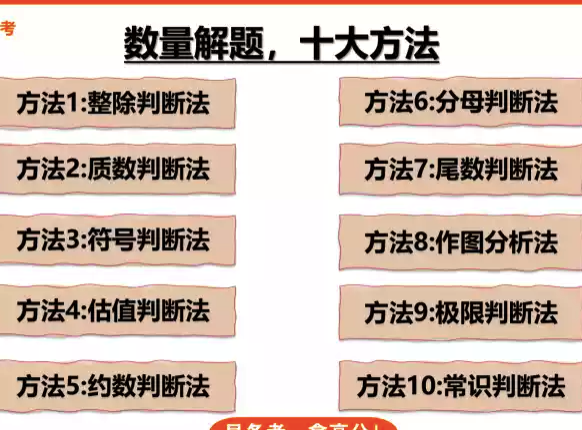 考
数量解题，十大方法
方法1:整除判断法
方法2:质数判断法
方法3:符号判断法
方法4:估值判断法
方法5:约数判断法
方法6:分母判断法
方法7:尾数判断法
方法8:作图分析法
方法9:极限判断法
方法10:常识判断法